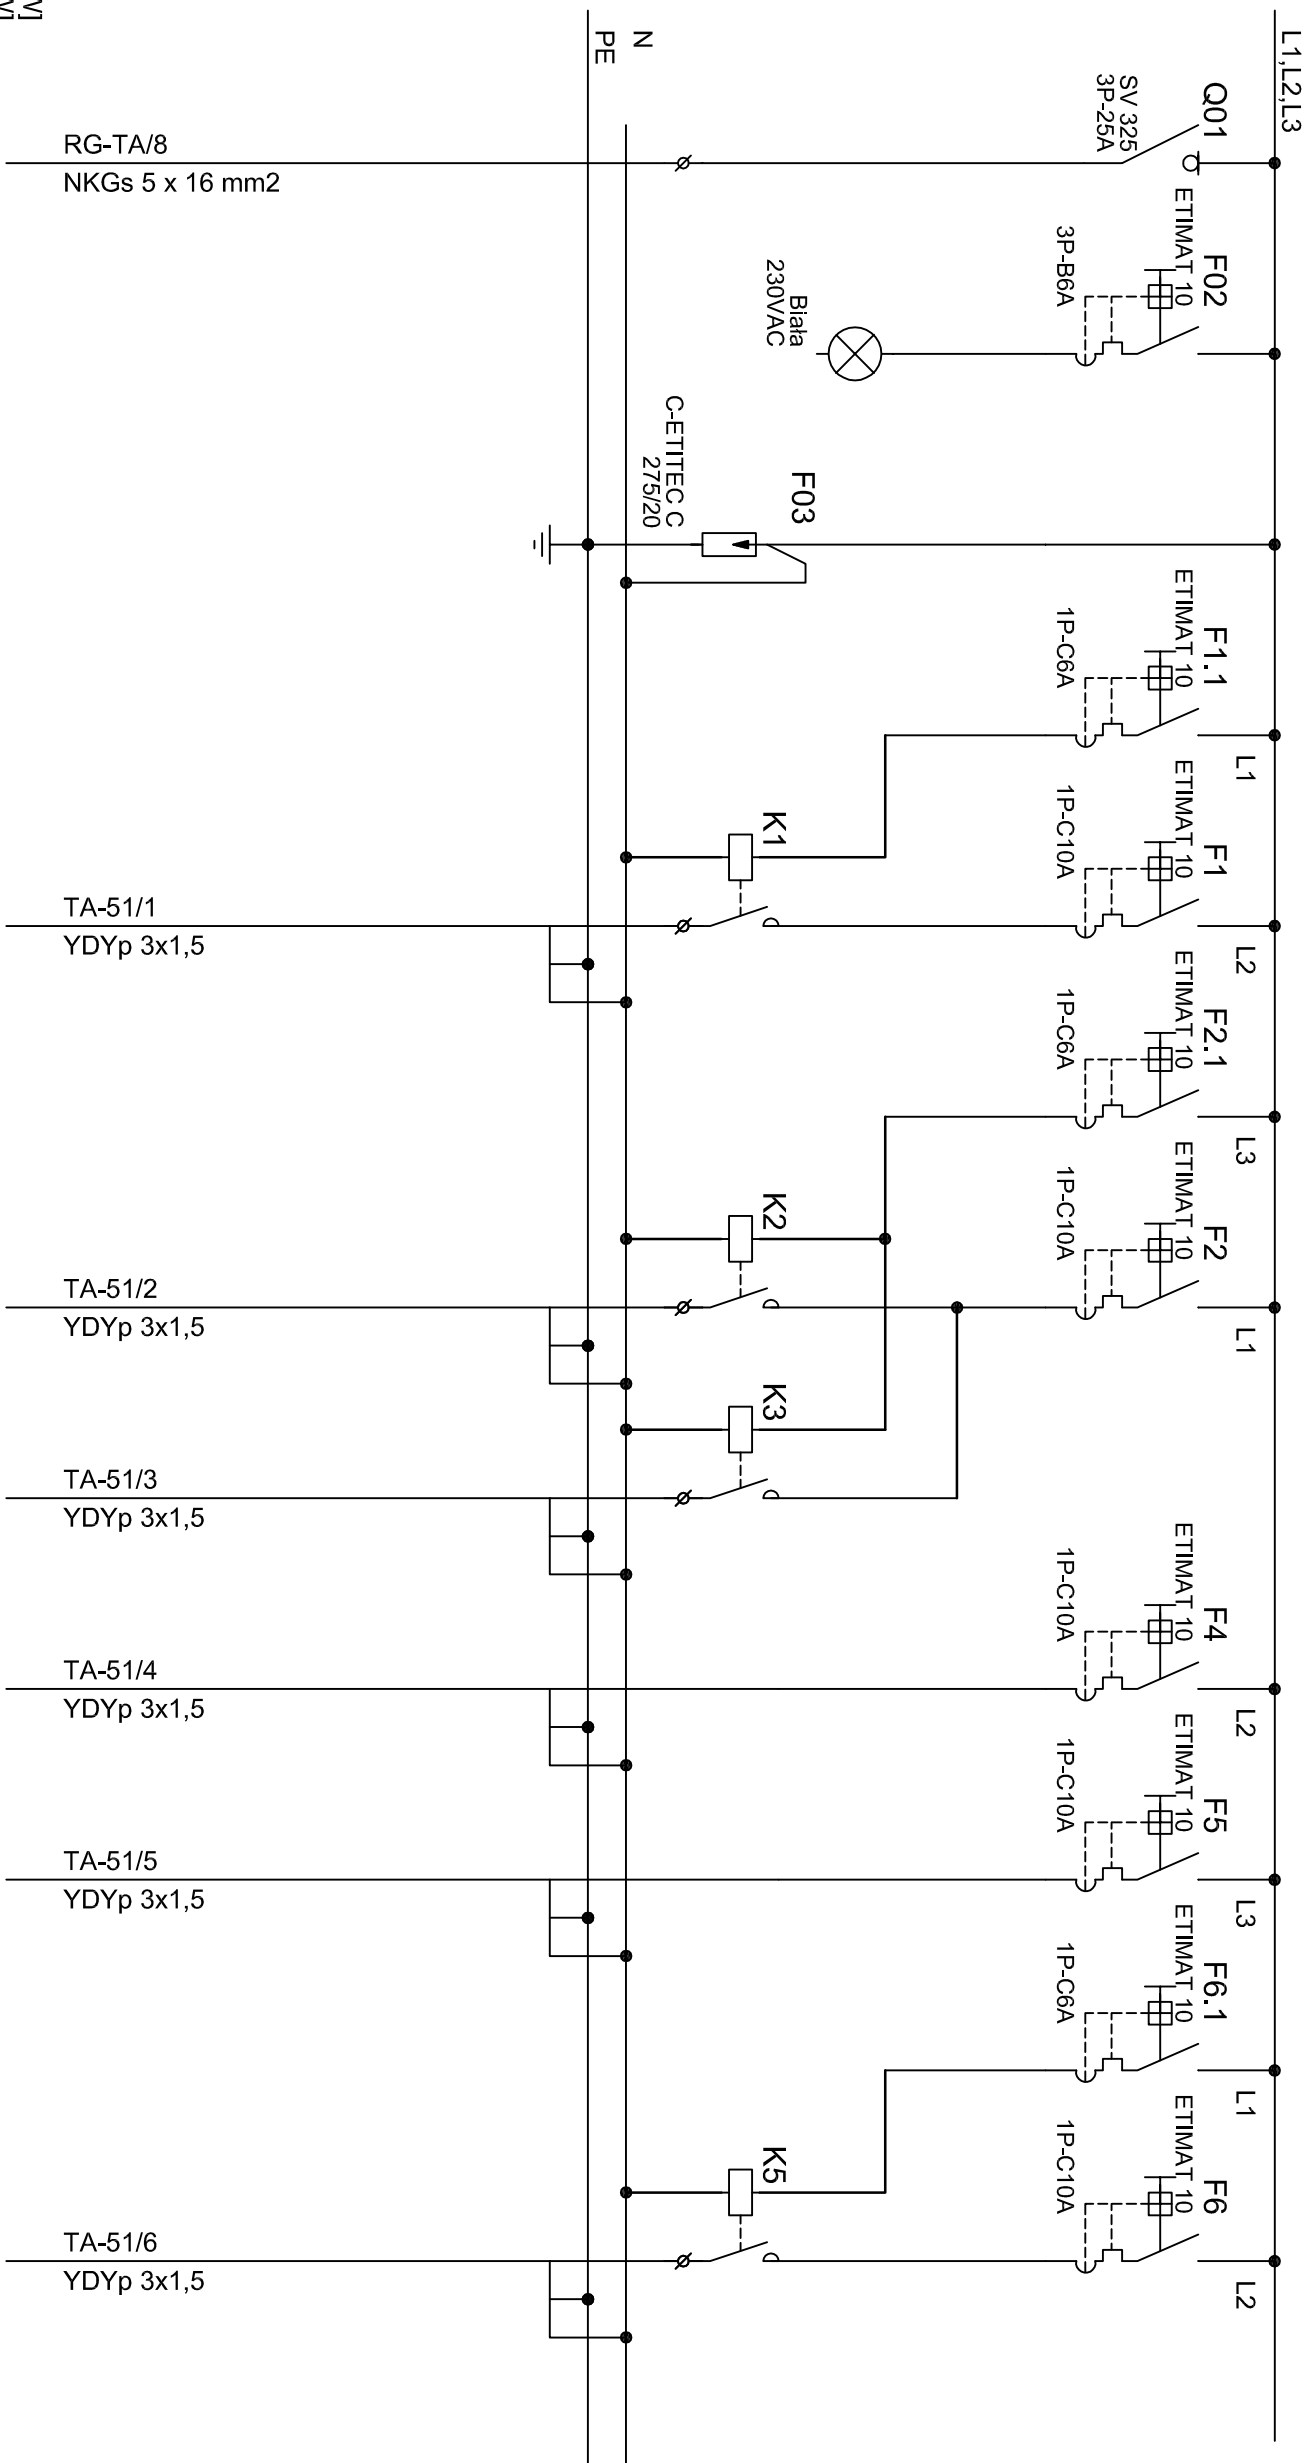 L1,L2,L3
N
PE
Q01
SV 325
3P-25A
RG-TA/8
NKGs 5 x 16 mm2
F02
ETIMAT 10
3P-B6A
Biała
230VAC
F03
C-ETITEC C
275/20
F1.1
ETIMAT 10
1P-C6A
L1
K1
F1
ETIMAT 10
1P-C10A
L2
TA-51/1
YDYp 3x1,5
F2.1
ETIMAT 10
1P-C6A
L3
K2
F2
ETIMAT 10
1P-C10A
L1
TA-51/2
YDYp 3x1,5
K3
TA-51/3
YDYp 3x1,5
F4
ETIMAT 10
1P-C10A
L2
TA-51/4
YDYp 3x1,5
F5
ETIMAT 10
1P-C10A
L3
TA-51/5
YDYp 3x1,5
F6.1
ETIMAT 10
1P-C6A
L1
K5
F6
ETIMAT 10
1P-C10A
L2
TA-51/6
YDYp 3x1,5